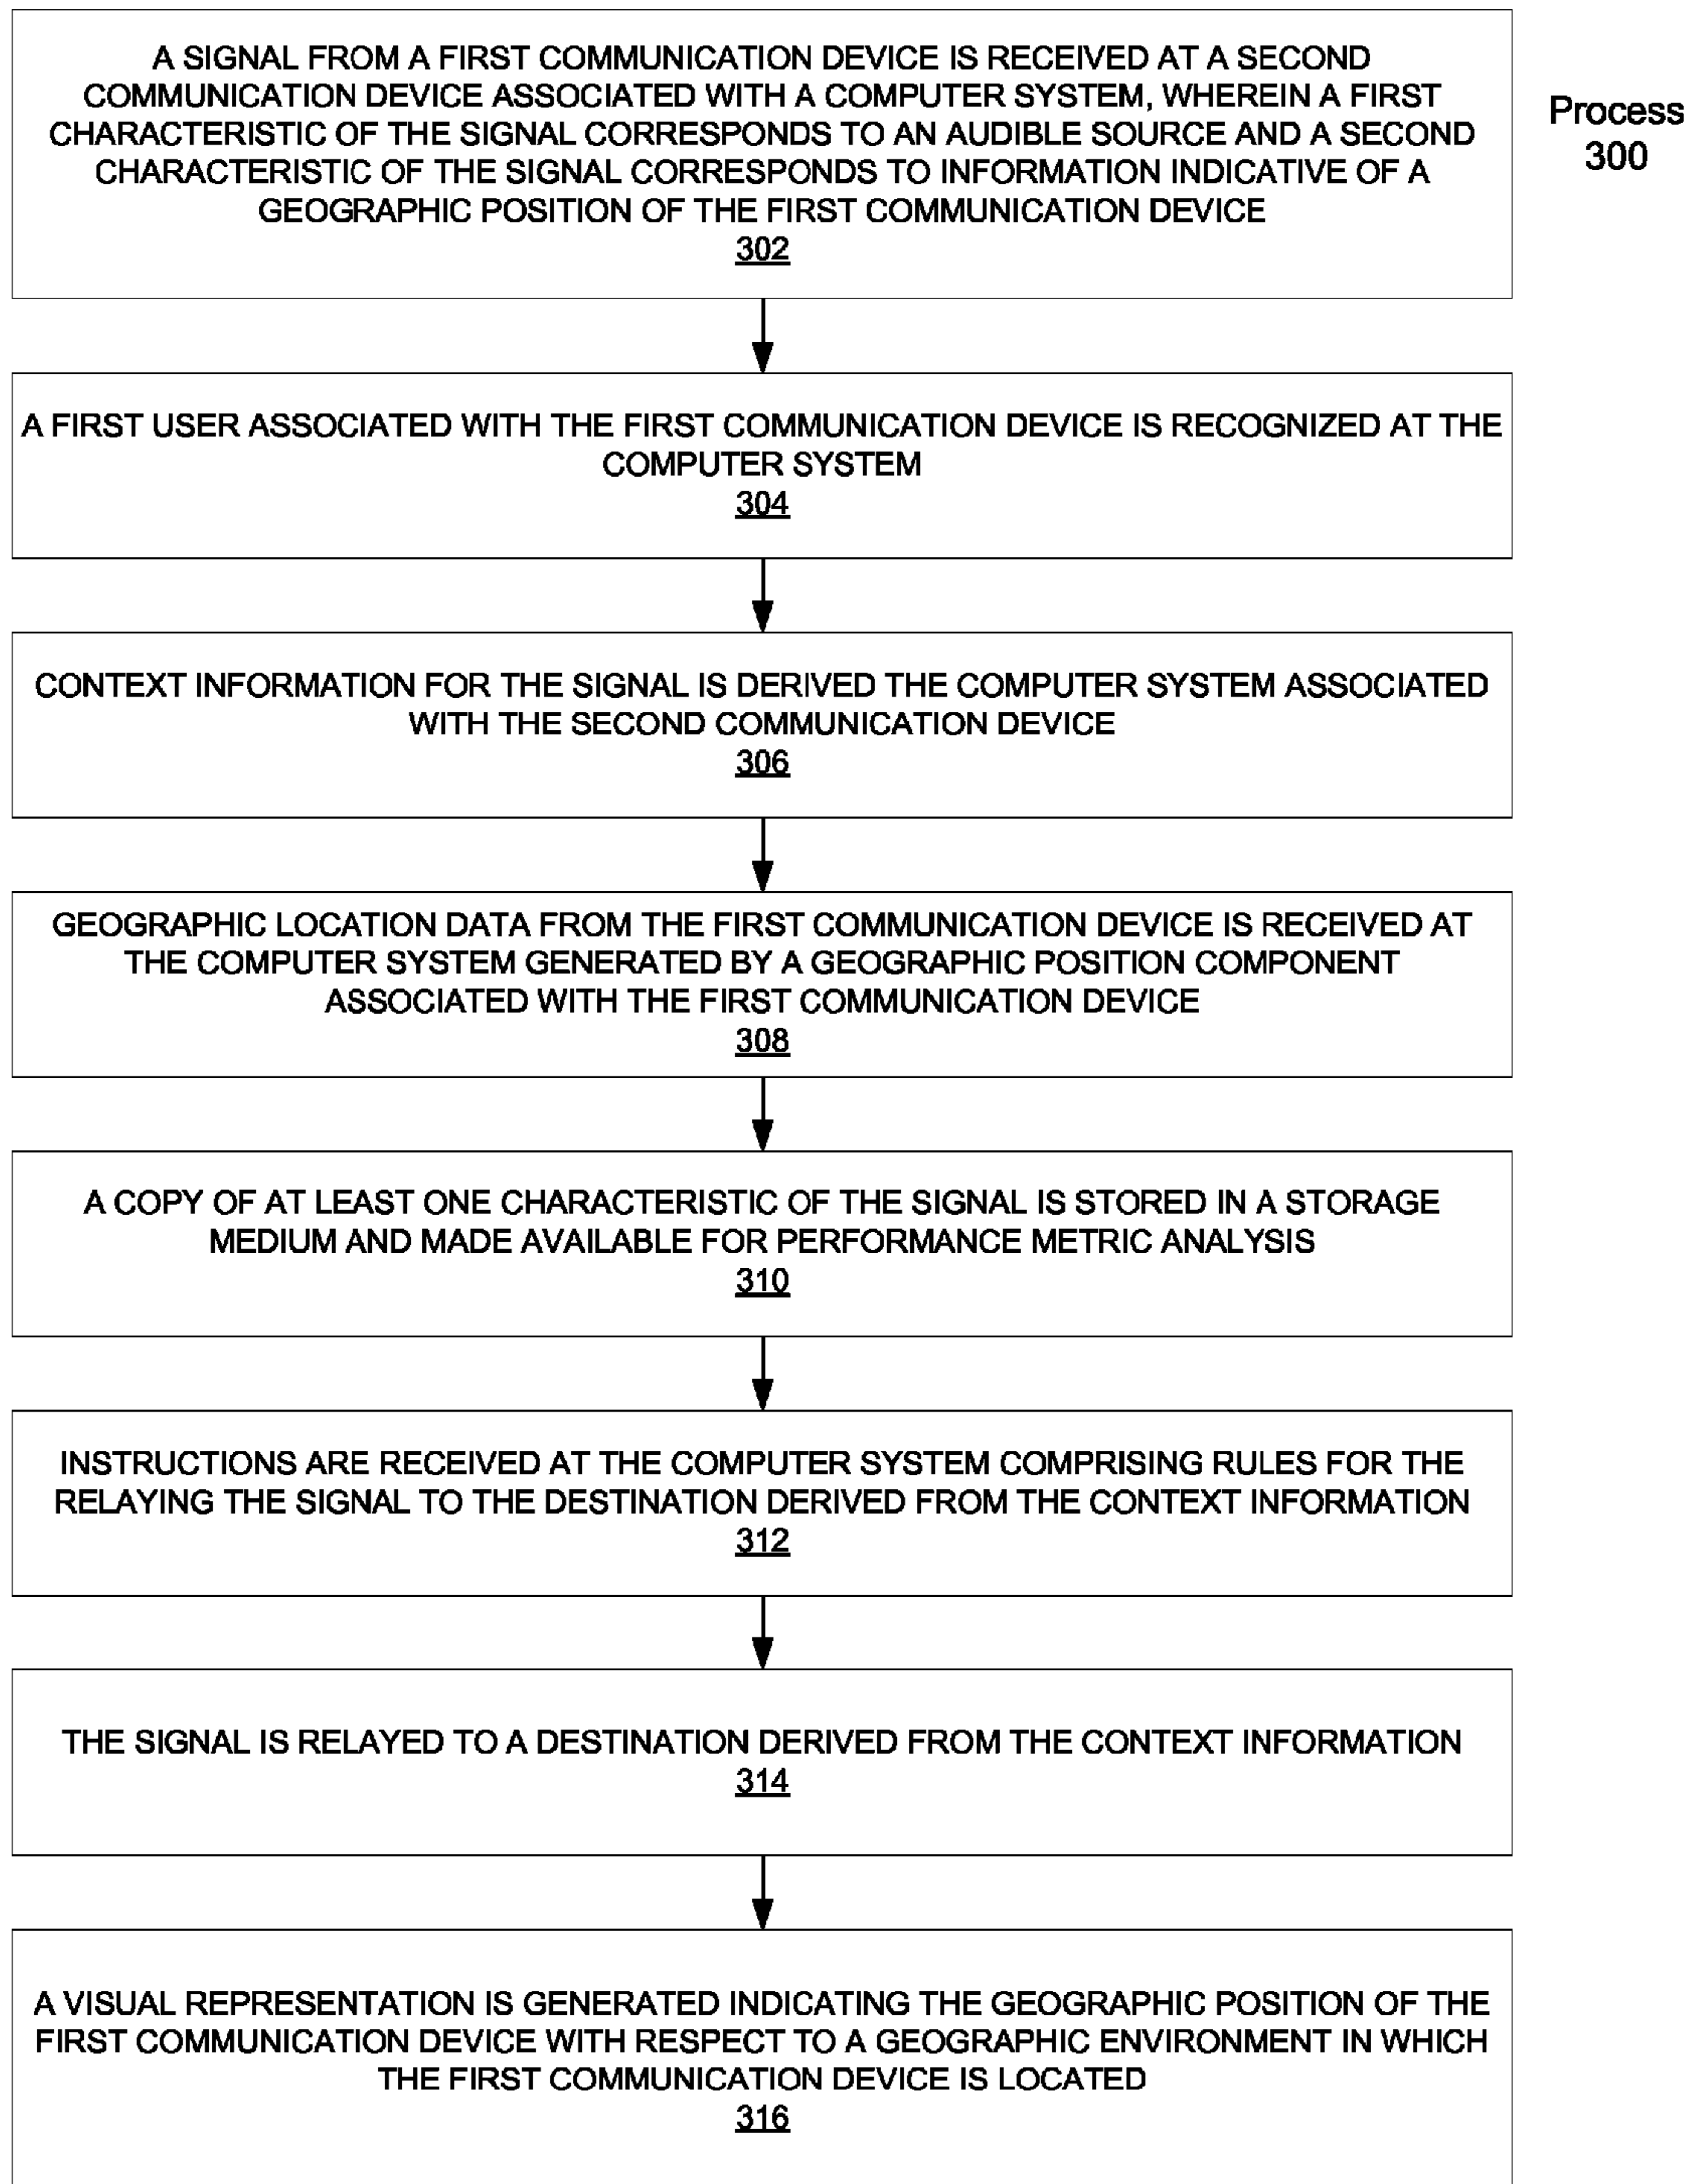 A SIGNAL FROM A FIRST COMMUNICATION DEVICE IS RECEIVED AT A SECOND
COMMUNICATION DEVICE ASSOCIATED WITH A COMPUTER SYSTEM, WHEREIN A FIRST
CHARACTERISTIC OF THE SIGNAL CORRESPONDS TO AN AUDIBLE SOURCE AND A SECOND
CHARACTERISTIC OF THE SIGNAL CORRESPONDS TO INFORMATION INDICATIVE OF A
GEOGRAPHIC POSITION OF THE FIRST COMMUNICATION DEVICE
302
Process
300
A FIRST USER ASSOCIATED WITH THE FIRST COMMUNICATION DEVICE IS RECOGNIZED AT THE
COMPUTER SYSTEM
304
CONTEXT INFORMATION FOR THE SIGNAL IS DERIVED THE COMPUTER SYSTEM ASSOCIATED
WITH THE SECOND COMMUNICATION DEVICE
306
GEOGRAPHIC LOCATION DATA FROM THE FIRST COMMUNICATION DEVICE IS RECEIVED AT
THE COMPUTER SYSTEM GENERATED BY A GEOGRAPHIC POSITION COMPONENT
ASSOCIATED WITH THE FIRST COMMUNICATION DEVICE
308
A COPY OF AT LEAST ONE CHARACTERISTIC OF THE SIGNAL IS STORED IN A STORAGE
MEDIUM AND MADE AVAILABLE FOR PERFORMANCE METRIC ANALYSIS
310
INSTRUCTIONS ARE RECEIVED AT THE COMPUTER SYSTEM COMPRISING RULES FOR THE
RELAYING THE SIGNAL TO THE DESTINATION DERIVED FROM THE CONTEXT INFORMATION
312
THE SIGNAL IS RELAYED TO A DESTINATION DERIVED FROM THE CONTEXT INFORMATION
314
A VISUAL REPRESENTATION IS GENERATED INDICATING THE GEOGRAPHIC POSITION OF THE
FIRST COMMUNICATION DEVICE WITH RESPECT TO A GEOGRAPHIC ENVIRONMENT IN WHICH
THE FIRST COMMUNICATION DEVICE IS LOCATED
316